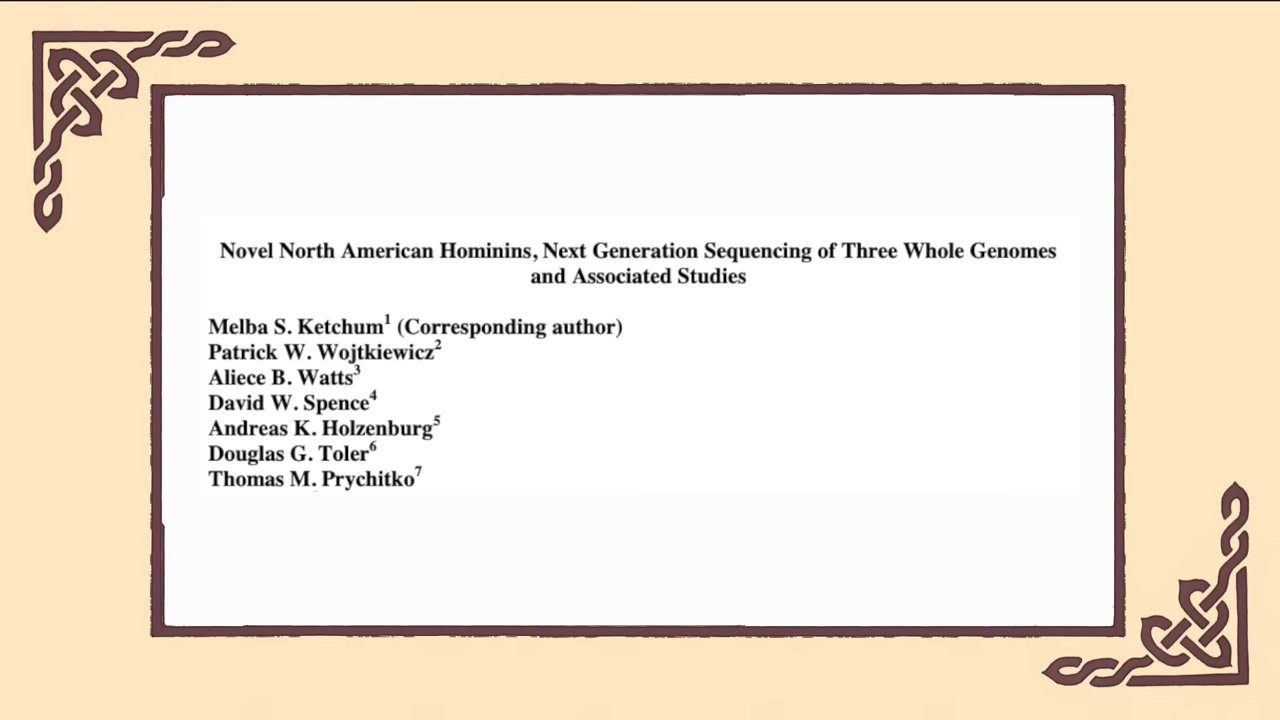 Novel North American Hominins, Next Generation Sequencing of Three Whole Genomes
and Associated Studies
Melba S. Ketchum¹ (Corresponding author)
Patrick W. Wojtkiewicz²
Aliece B. Watts³
David W. Spence⁴
Andreas K. Holzenburg⁵
Douglas G. Toler⁶
Thomas M. Prychitko⁷